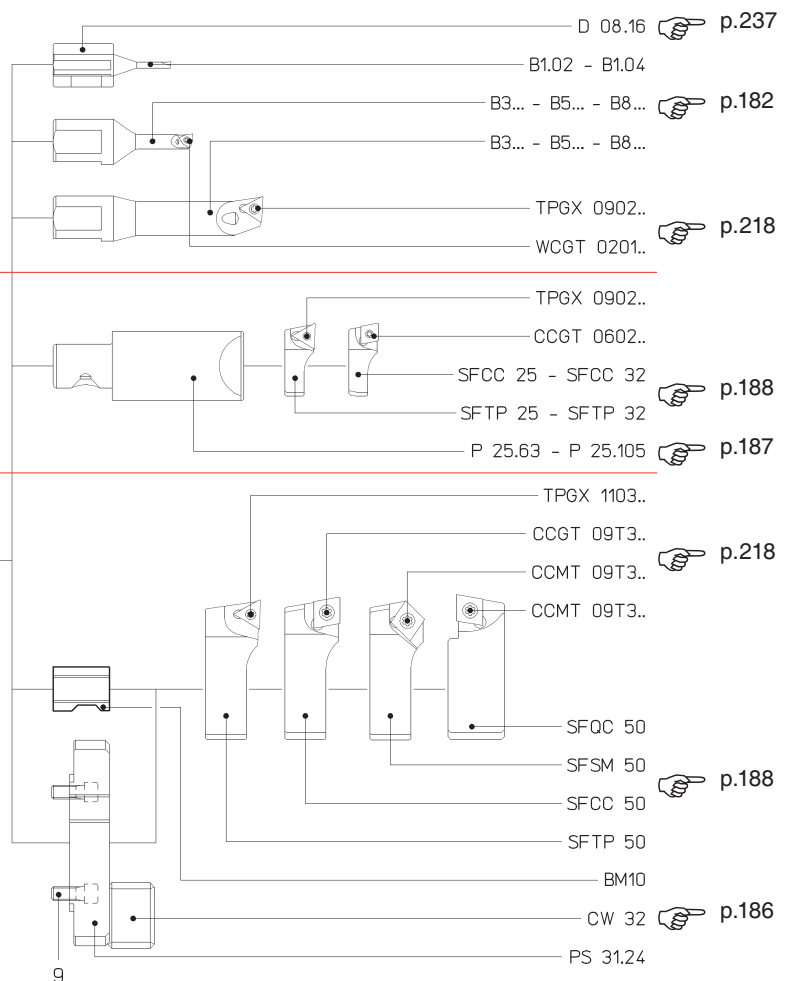 D 08.16 p.237
B1.02 - B1.04
B3... - B5... - B8... p.182
B3... - B5... - B8...
TPGX 0902..
p.218
WCGT 0201..
TPGX 0902..
CCGT 0602..
SFCC 25 - SFCC 32
p.188
SFTP 25 - SFTP 32
P 25.63 - P 25.105 p.187
TPGX 1103..
CCGT 09T3..
p.218
CCMT 09T3..
CCMT 09T3..
SFQC 50
SFSM 50
p.188
SFCC 50
SFTP 50
BM10
CW 32 p.186
PS 31.24
9